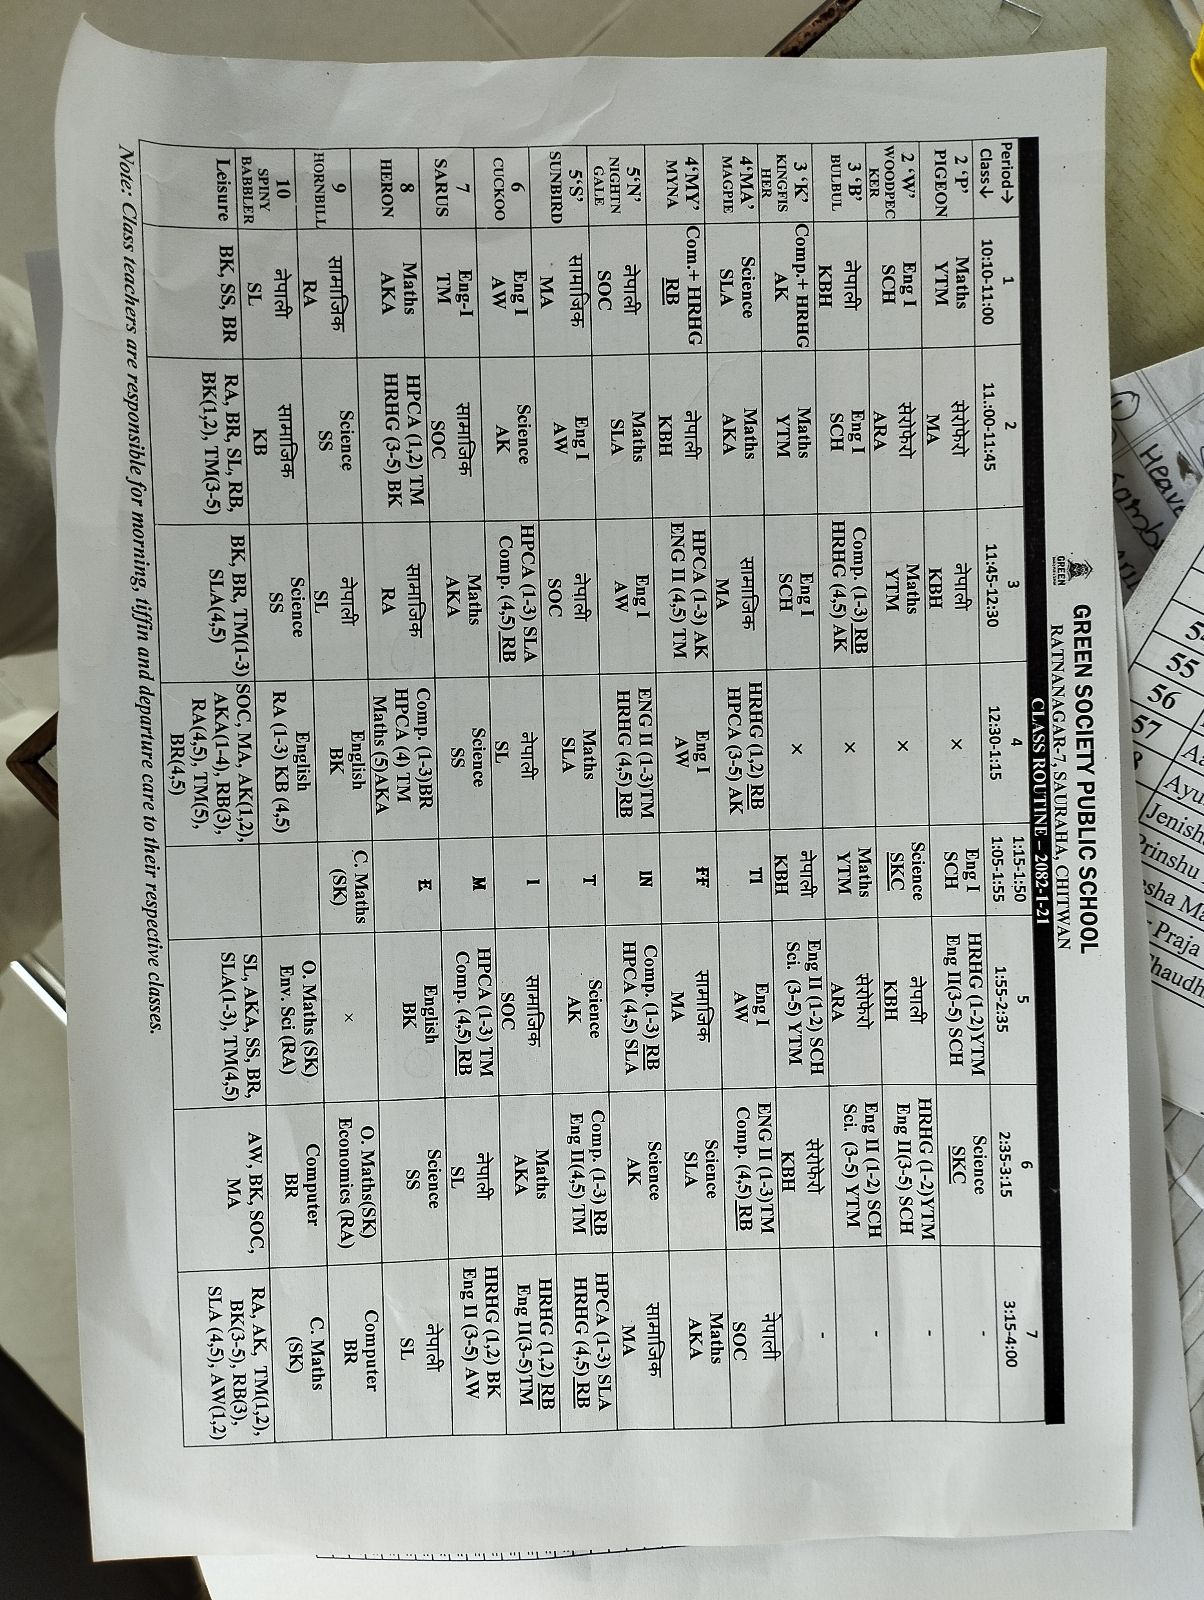 GREEN SOCIETY PUBLIC SCHOOL
RATNANAGAR-7, SAURAHA, CHITWAN
GREEN
CLASS ROUTINE – 2082-1-21
Period→ 1 2 3 4 1:15-1:50 5 6 7
Class↓ 10:10-11:00 11.:00-11:45 11:45-12:30 12:30-1:15 1:05-1:55 1:55-2:35 2:35-3:15 3:15-4:00
2 ‘P’ Maths सेरोफेरो नेपाली × Eng I HRHG (1-2)YTM Science -
PIGEON YTM MA KBH SCH Eng II(3-5) SCH SKC
2 ‘W’ Eng I सेरोफेरो Maths × Science नेपाली HRHG (1-2)YTM -
WOODPEC SCH ARA YTM SKC KBH Eng II(3-5) SCH
KER
3 ‘B’ नेपाली Eng I Comp. (1-3) RB × Maths सेरोफेरो Eng II (1-2) SCH -
BULBUL KBH SCH HRHG (4,5) AK YTM ARA Sci. (3-5) YTM
3 ‘K’ Comp.+ HRHG Maths Eng I × नेपाली Eng II (1-2) SCH सेरोफेरो -
KINGFIS AK YTM SCH KBH Sci. (3-5) YTM KBH
HER
4‘MA’ Science Maths सामाजिक HRHG (1,2) RB TI Eng I ENG II (1-3)TM नेपाली
MAGPIE SLA AKA MA HPCA (3-5) AK AW Comp. (4,5) RB SOC
4‘MY’ Com.+ HRHG नेपाली HPCA (1-3) AK Eng I FF सामाजिक Science Maths
MYNA RB KBH ENG II (4,5) TM AW MA SLA AKA
5‘N’ नेपाली Maths Eng I ENG II (1-3)TM IN Comp. (1-3) RB Science सामाजिक
NIGHTN SOC SLA AW HRHG (4,5) RB HPCA (4,5) SLA AK MA
GALE
5‘S’ सामाजिक Eng I नेपाली Maths T Science Comp. (1-3) RB HPCA (1-3) SLA
SUNBIRD MA AW SOC SLA AK Eng II(4,5) TM HRHG (4,5) RB
6 Eng I Science HPCA (1-3) SLA नेपाली I सामाजिक Maths HRHG (1,2) RB
CUCKOO AW AK Comp. (4,5) RB SL SOC AKA Eng II(3-5)TM
7 Eng-I सामाजिक Maths Science M HPCA (1-3) TM नेपाली HRHG (1,2) BK
SARUS TM SOC AKA SS Comp. (4,5) RB SL Eng II (3-5) AW
8 Maths HPCA (1,2) TM सामाजिक Comp. (1-3)BR E English Science नेपाली
HERON AKA HRHG (3-5) BK RA HPCA (4) TM BK SS SL
Maths (5)AKA
9 सामाजिक Science नेपाली English C. Maths × O. Maths(SK) Computer
HORNBILL RA SS SL BK (SK) Economics (RA) BR
10 नेपाली सामाजिक Science English O. Maths (SK) Computer C. Maths
SPINY SL KB SS RA (1-3) KB (4,5) Env. Sci (RA) BR (SK)
BABBLER
Leisure BK, SS, BR RA, BR, SL, RB, BK, BR, TM(1-3) SOC, MA, AK(1,2), SL, AKA, SS, BR, AW, BK, SOC, RA, AK, TM(1,2),
BK(1,2), TM(3-5) SLA(4,5) AKA(1-4), RB(3), SLA(1-3), TM(4,5) MA BK(3-5), RB(3),
RA(4,5), TM(5), SLA (4,5), AW(1,2)
BR(4,5)
Note: Class teachers are responsible for morning, tiffin and departure care to their respective classes.
Heave
55
56
57
Ayu
Jenish
Prinshu
sha Ma
Praja
haudh